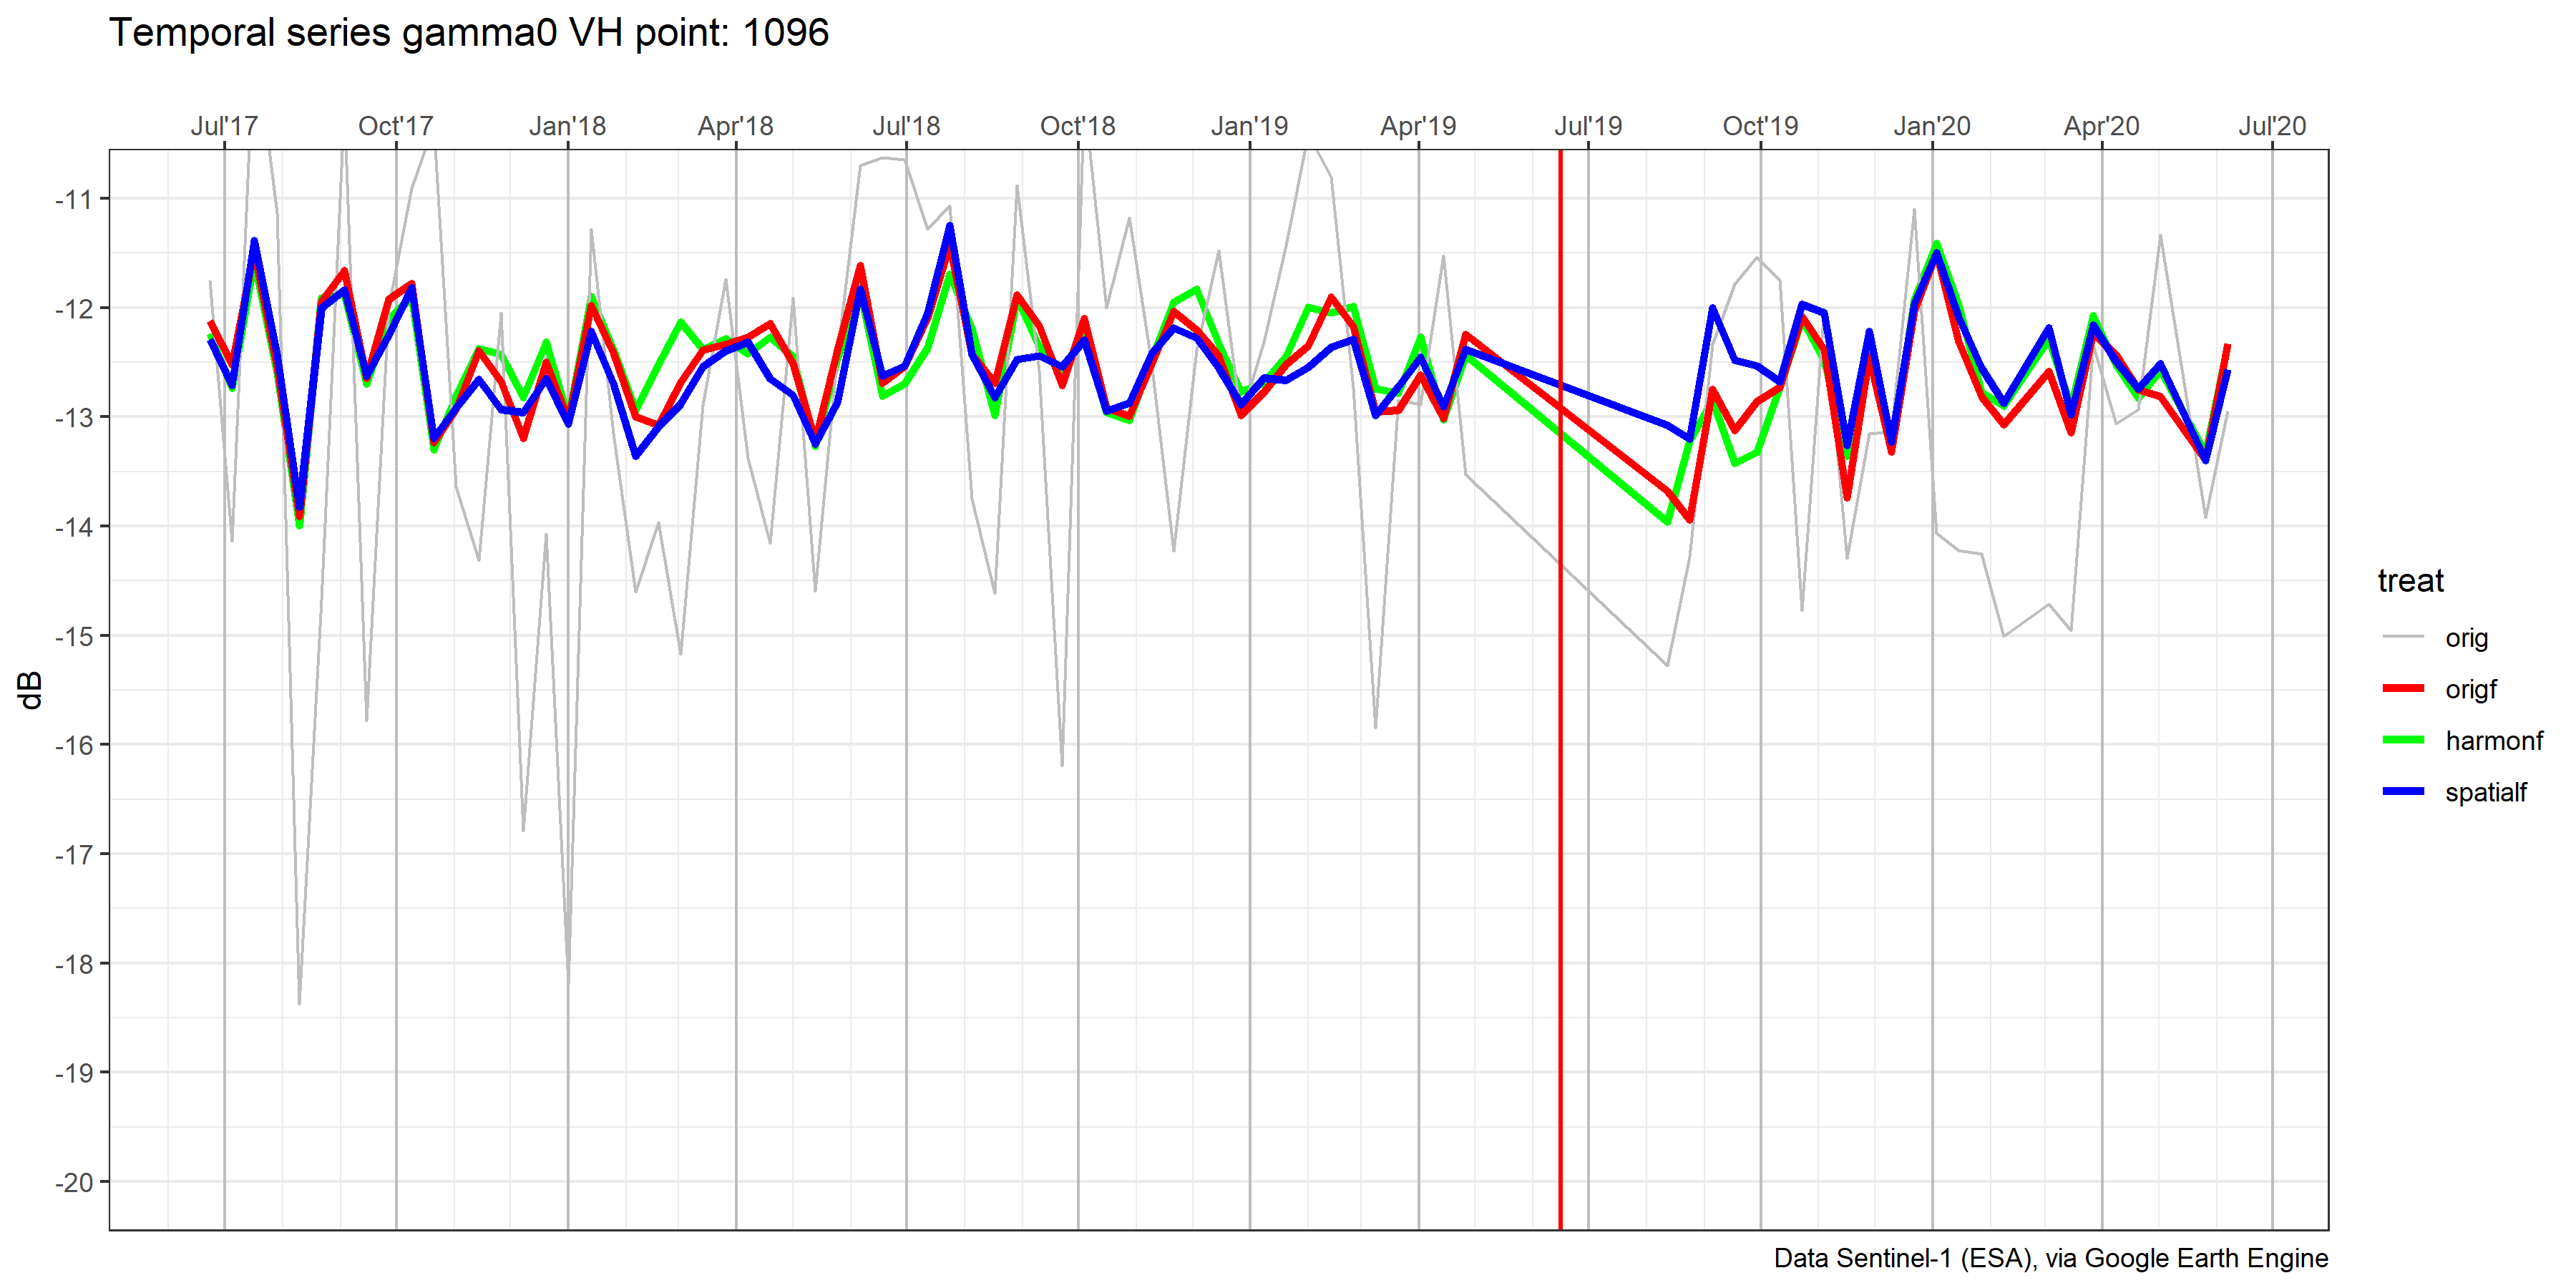 Temporal series gamma0 VH point: 1096
Jul'17 Oct'17 Jan'18 Apr'18 Jul'18 Oct'18 Jan'19 Apr'19 Jul'19 Oct'19 Jan'20 Apr'20 Jul'20
-11
-12
-13
-14
-15
-16
-17
-18
-19
-20
dB
treat
orig
origf
harmonf
spatialf
Data Sentinel-1 (ESA), via Google Earth Engine